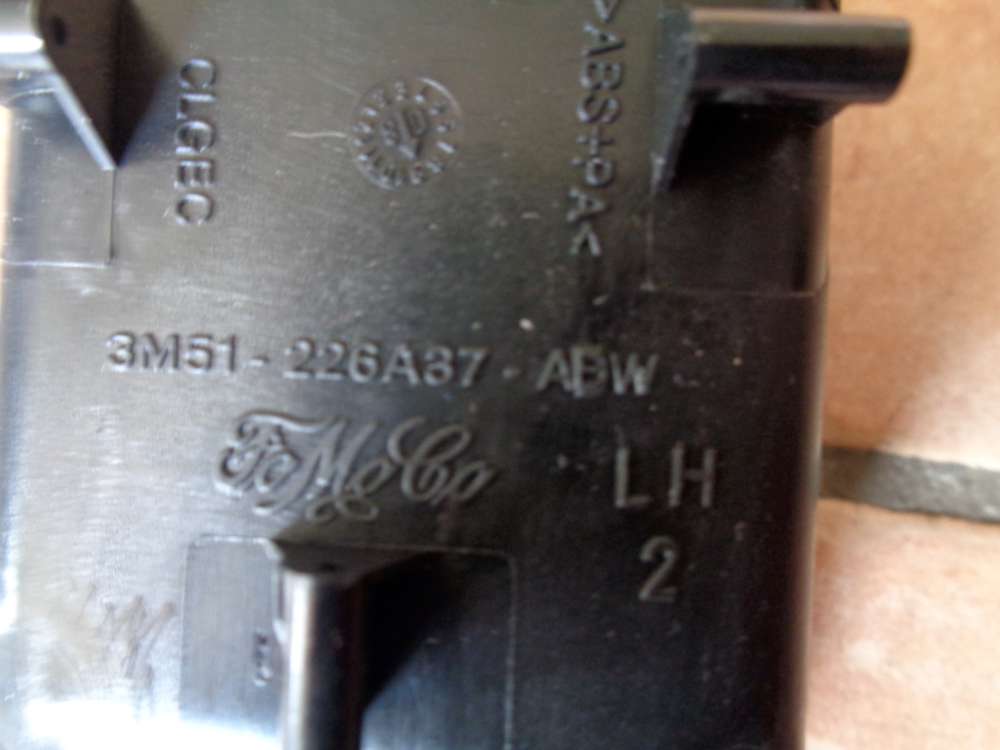 CLGEC
>ABS+PA<
3M51-226A37-ADW
FoMoCo
LH
2